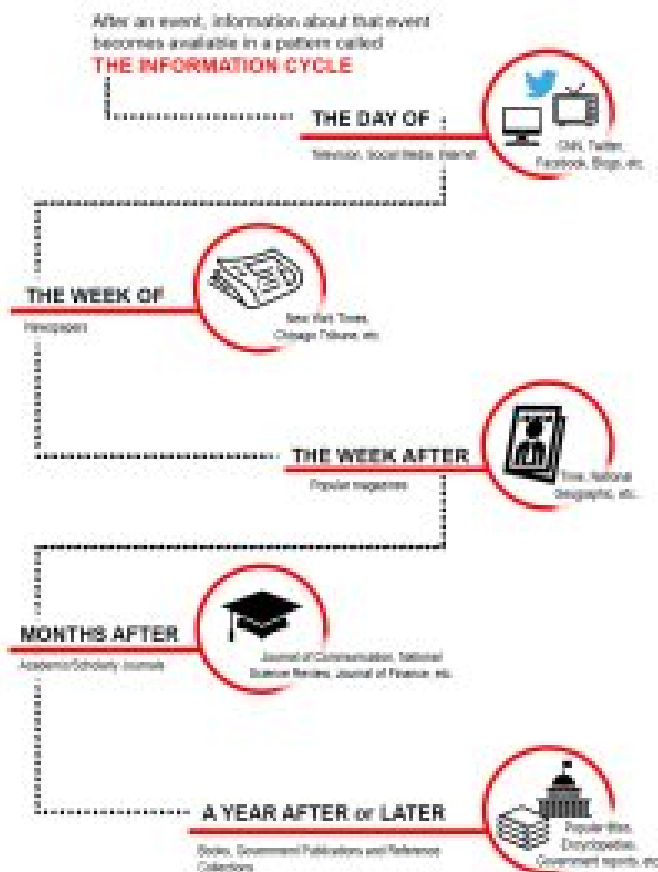 After an event, information about that event
becomes available in a pattern called
THE INFORMATION CYCLE
THE DAY OF
Television, Social Media, Internet
CNN, Twitter,
Facebook, Blogs, etc.
THE WEEK OF
Newspapers
New York Times,
Chicago Tribune, etc.
THE WEEK AFTER
Popular magazines
Time, National
Geographic, etc.
MONTHS AFTER
Academic/Scholarly Journals
Journal of Communication, National
Science Review, Journal of Finance, etc.
A YEAR AFTER or LATER
Books, Government Publications and Reference
Collections
Popular titles,
Encyclopedias,
Government reports, etc.